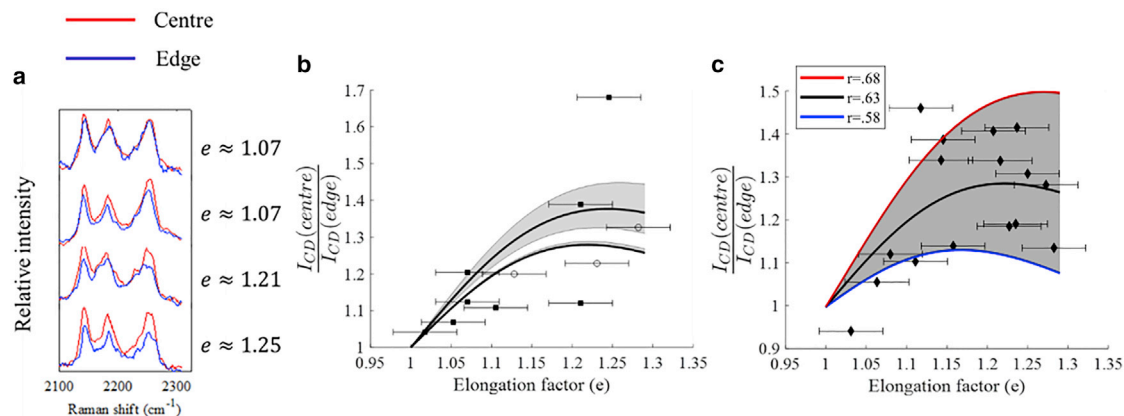 Centre
Edge
a
Relative intensity
e ≈ 1.07
e ≈ 1.07
e ≈ 1.21
e ≈ 1.25
2100 2200 2300
Raman shift (cm⁻¹)
b
I_CD(centre)
I_CD(edge)
1.7
1.6
1.5
1.4
1.3
1.2
1.1
1
0.95 1 1.05 1.1 1.15 1.2 1.25 1.3 1.35
Elongation factor (e)
c
r=.68
r=.63
r=.58
I_CD(centre)
I_CD(edge)
1.5
1.4
1.3
1.2
1.1
1
0.9
0.95 1 1.05 1.1 1.15 1.2 1.25 1.3 1.35
Elongation factor (e)